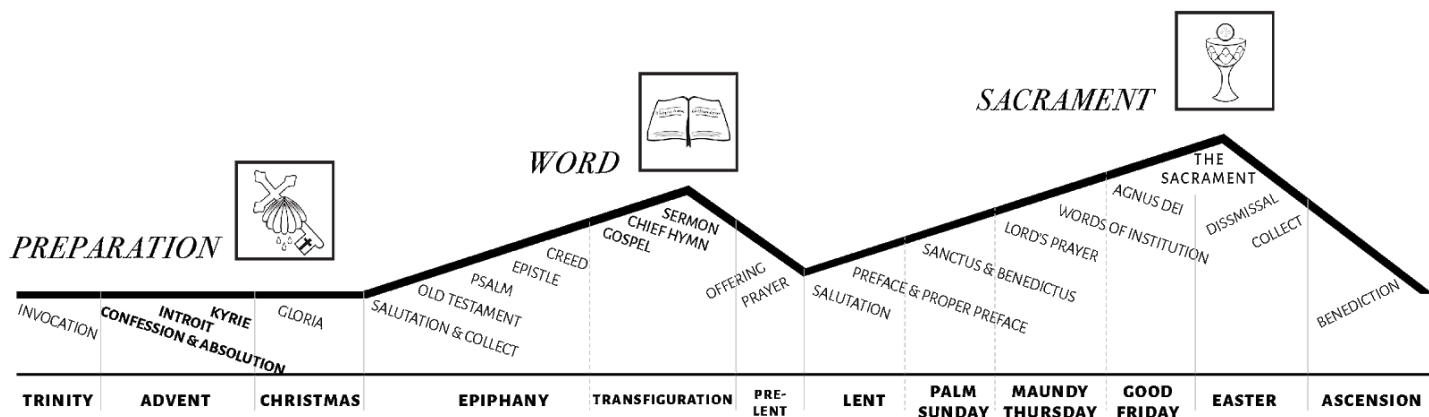 PREPARATION
WORD
SACRAMENT
INVOCATION
CONFESSION & ABSOLUTION
INTROIT
KYRIE
GLORIA
SALUTATION & COLLECT
OLD TESTAMENT
PSALM
EPISTLE
CREED
GOSPEL
CHIEF HYMN
SERMON
OFFERING
PRAYER
SALUTATION
PREFACE & PROPER PREFACE
SANCTUS & BENEDICTUS
LORD'S PRAYER
WORDS OF INSTITUTION
AGNUS DEI
THE
SACRAMENT
DISSMISSAL
COLLECT
BENEDICTION
TRINITY
ADVENT
CHRISTMAS
EPIPHANY
TRANSFIGURATION
PRE-
LENT
LENT
PALM
SUNDAY
MAUNDY
THURSDAY
GOOD
FRIDAY
EASTER
ASCENSION